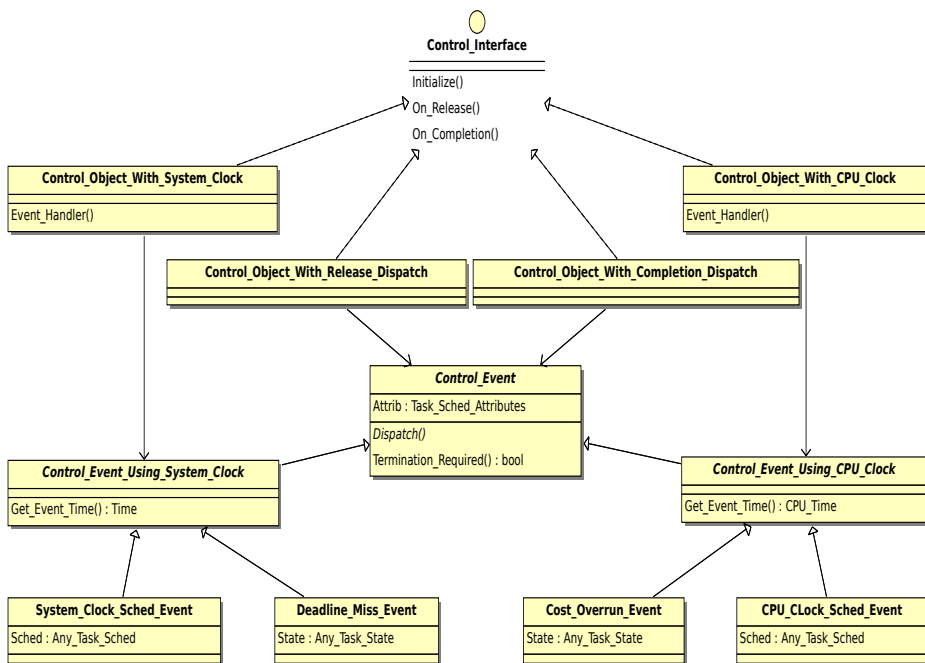 Control_Interface
Initialize()
On_Release()
On_Completion()
Control_Object_With_System_Clock
Event_Handler()
Control_Object_With_CPU_Clock
Event_Handler()
Control_Object_With_Release_Dispatch
Control_Object_With_Completion_Dispatch
Control_Event
Attrib : Task_Sched_Attributes
Dispatch()
Termination_Required() : bool
Control_Event_Using_System_Clock
Get_Event_Time() : Time
Control_Event_Using_CPU_Clock
Get_Event_Time() : CPU_Time
System_Clock_Sched_Event
Sched : Any_Task_Sched
Deadline_Miss_Event
State : Any_Task_State
Cost_Overrun_Event
State : Any_Task_State
CPU_CLock_Sched_Event
Sched : Any_Task_Sched